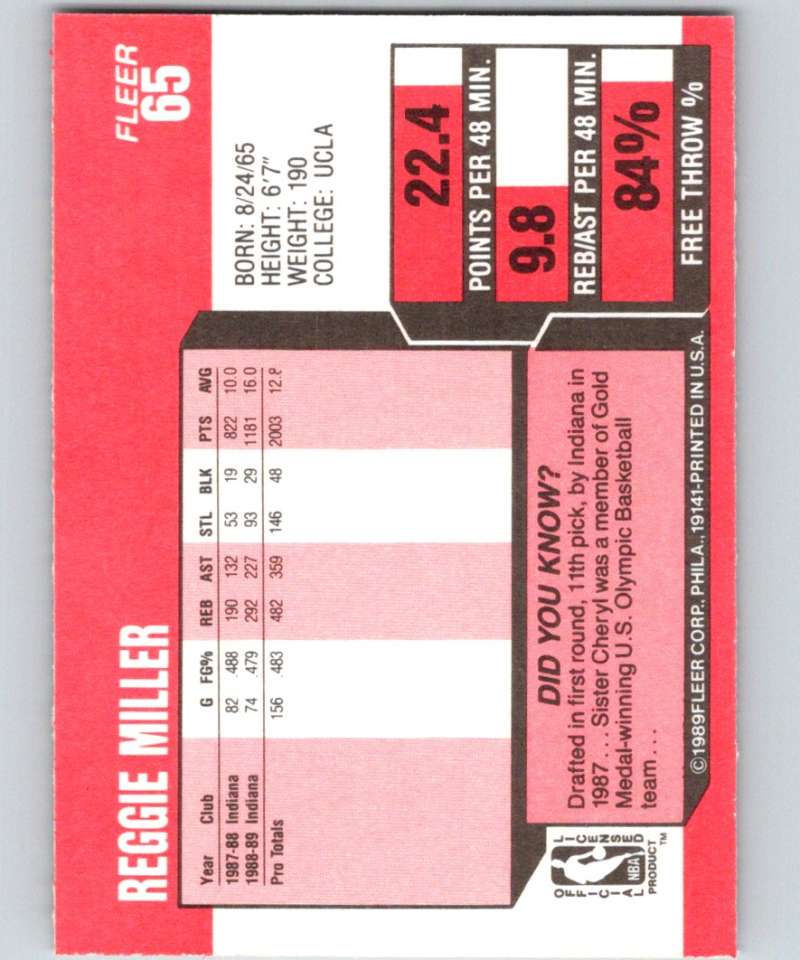 REGGIE MILLER
FLEER
65
BORN: 8/24/65
HEIGHT: 6'7"
WEIGHT: 190
COLLEGE: UCLA
Year Club G FG% REB AST STL BLK PTS AVG
1987-88 Indiana 82 .488 190 132 53 19 822 10.0
1988-89 Indiana 74 .479 292 227 93 29 1181 16.0
Pro Totals 156 .483 482 359 146 48 2003 12.8
22.4
POINTS PER 48 MIN.
9.8
REB/AST PER 48 MIN.
84%
FREE THROW %
DID YOU KNOW?
Drafted in first round, 11th pick, by Indiana in
1987... Sister Cheryl was a member of Gold
Medal-winning U.S. Olympic Basketball
team...
OFFICIAL LICENSED
NBA
PRODUCT™
©1989 FLEER CORP., PHILA., 19141-PRINTED IN U.S.A.